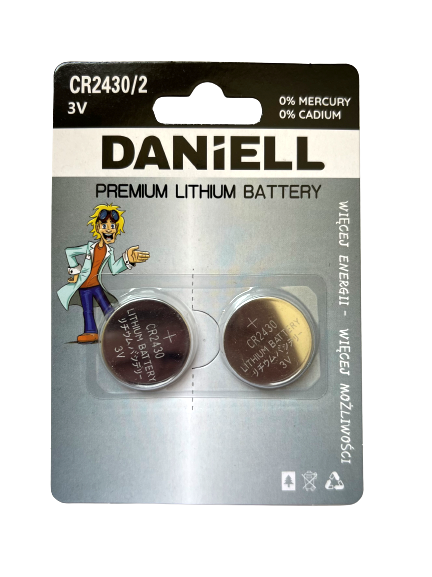 CR2430/2
3V
0% MERCURY
0% CADIUM
DANiELL
PREMIUM LITHIUM BATTERY
WIĘCEJ ENERGII - WIĘCEJ MOŻLIWOŚCI
+
CR2430
LITHIUM BATTERY
リチウムバッテリー
3V
+
CR2430
LITHIUM BATTERY
リチウムバッテリー
3V